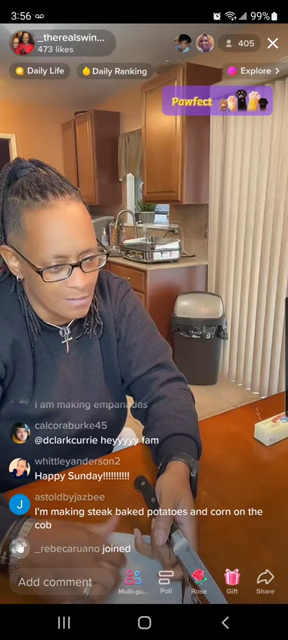 3:56
99%
_therealswin...
473 likes
405
Daily Life
Daily Ranking
Explore >
Pawfect
I am making empanadas
calcoraburke45
@dclarkcurrie heyyyyy fam
whittleyanderson2
Happy Sunday!!!!!!!!!!
J
astoldbyjazbee
I'm making steak baked potatoes and corn on the
cob
_rebecaruano joined
Add comment
Multi-gu...
Poll
Rose
Gift
Share